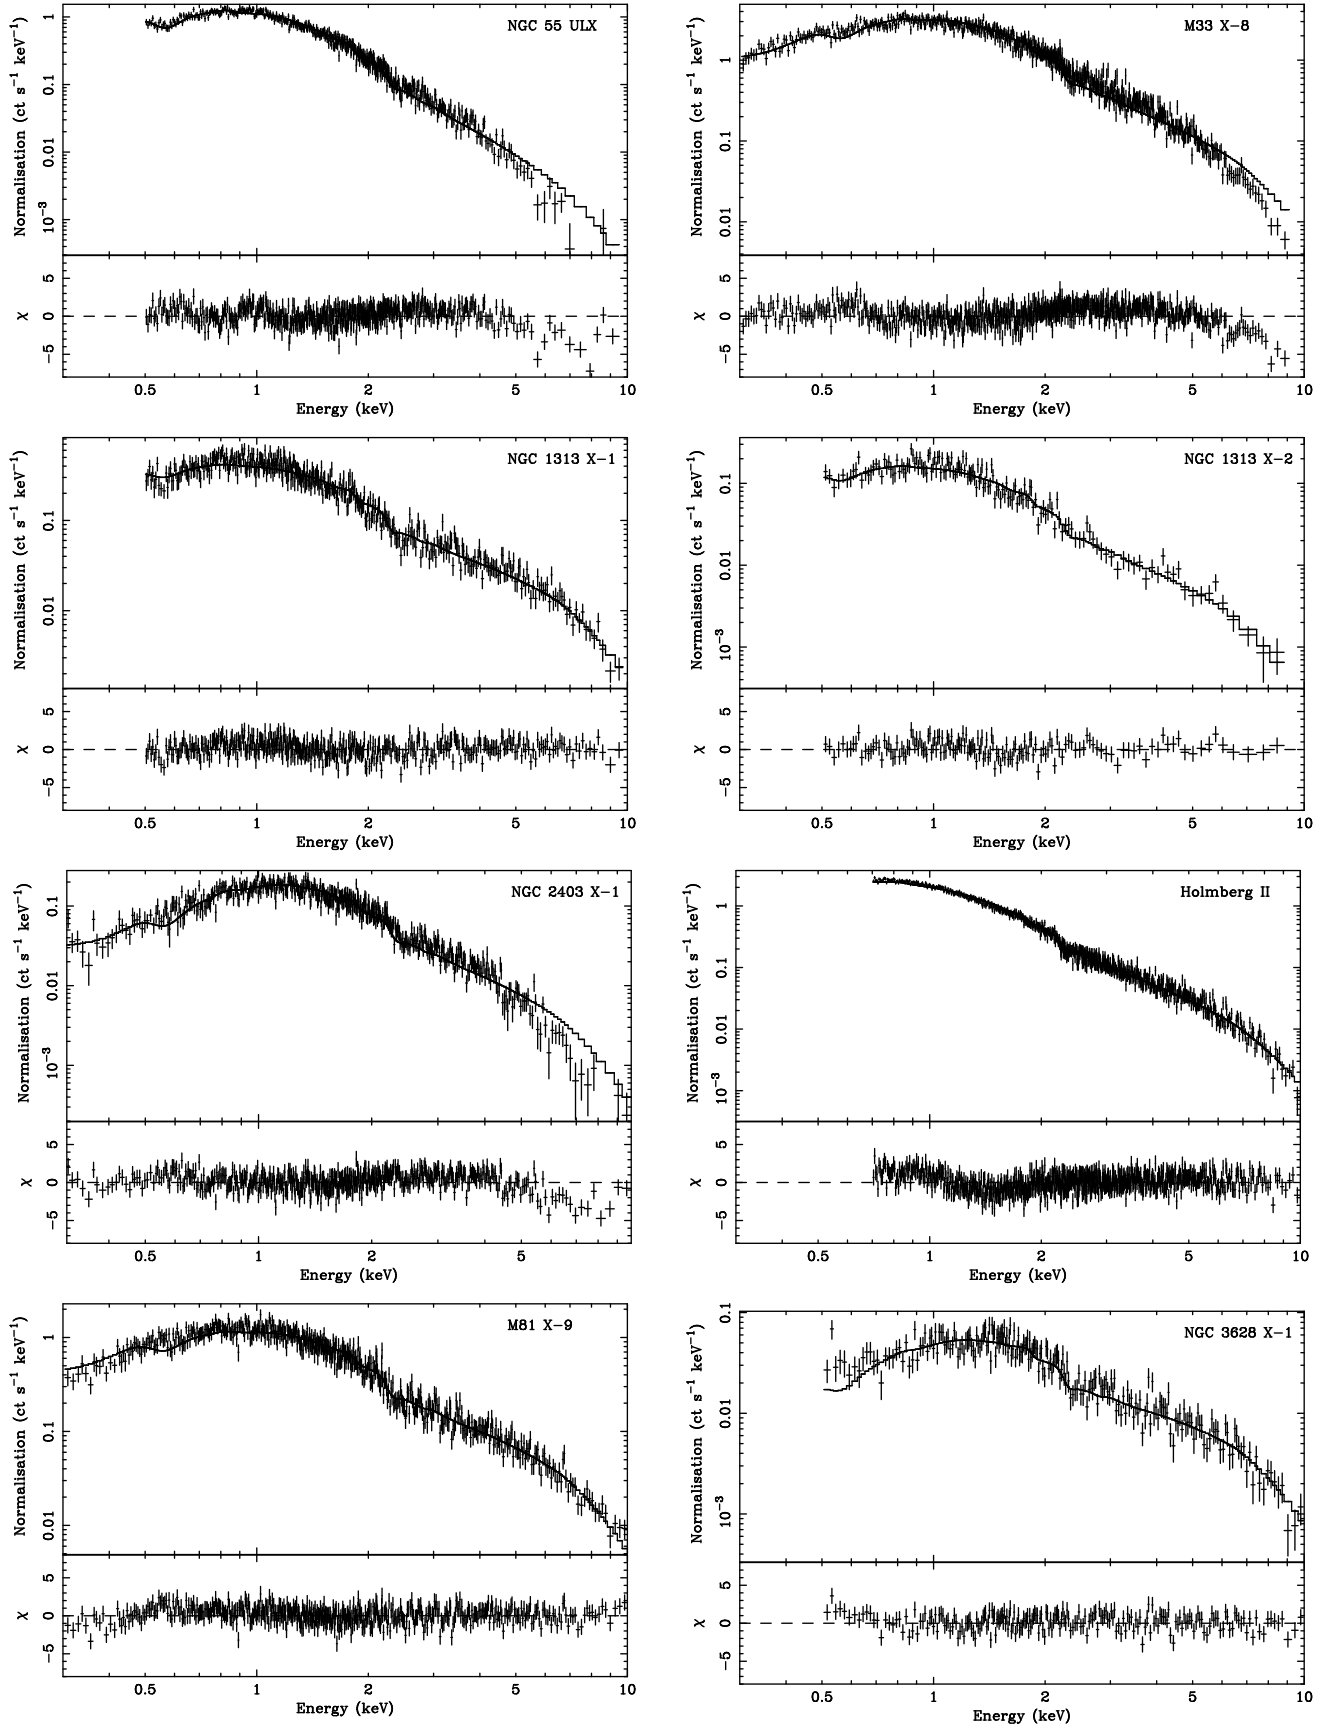 NGC 55 ULX
Normalisation (ct s⁻¹ keV⁻¹)
1
0.1
0.01
10⁻³
χ
5
0
−5
0.5 1 2 5 10
Energy (keV)
M33 X−8
Normalisation (ct s⁻¹ keV⁻¹)
1
0.1
0.01
χ
5
0
−5
0.5 1 2 5 10
Energy (keV)
NGC 1313 X−1
Normalisation (ct s⁻¹ keV⁻¹)
0.1
0.01
χ
5
0
−5
0.5 1 2 5 10
Energy (keV)
NGC 1313 X−2
Normalisation (ct s⁻¹ keV⁻¹)
0.1
0.01
10⁻³
χ
5
0
−5
0.5 1 2 5 10
Energy (keV)
NGC 2403 X−1
Normalisation (ct s⁻¹ keV⁻¹)
0.1
0.01
10⁻³
χ
5
0
−5
0.5 1 2 5
Energy (keV)
Holmberg II
Normalisation (ct s⁻¹ keV⁻¹)
1
0.1
0.01
10⁻³
χ
5
0
−5
0.5 1 2 5 10
Energy (keV)
M81 X−9
Normalisation (ct s⁻¹ keV⁻¹)
1
0.1
0.01
χ
5
0
−5
0.5 1 2 5 10
Energy (keV)
NGC 3628 X−1
Normalisation (ct s⁻¹ keV⁻¹)
0.1
0.01
10⁻³
χ
5
0
−5
0.5 1 2 5 10
Energy (keV)